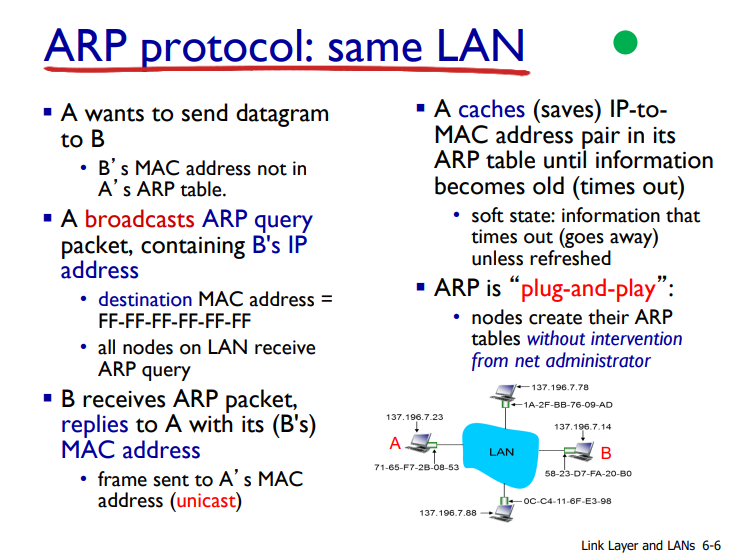 ARP protocol: same LAN
▪ A wants to send datagram
to B
• B’s MAC address not in
A’s ARP table.
▪ A broadcasts ARP query
packet, containing B's IP
address
• destination MAC address =
FF-FF-FF-FF-FF-FF
• all nodes on LAN receive
ARP query
▪ B receives ARP packet,
replies to A with its (B's)
MAC address
• frame sent to A’s MAC
address (unicast)
▪ A caches (saves) IP-to-
MAC address pair in its
ARP table until information
becomes old (times out)
• soft state: information that
times out (goes away)
unless refreshed
▪ ARP is “plug-and-play”:
• nodes create their ARP
tables without intervention
from net administrator
137.196.7.78
1A-2F-BB-76-09-AD
137.196.7.23
137.196.7.14
A
LAN
B
71-65-F7-2B-08-53
58-23-D7-FA-20-B0
0C-C4-11-6F-E3-98
137.196.7.88
Link Layer and LANs 6-6